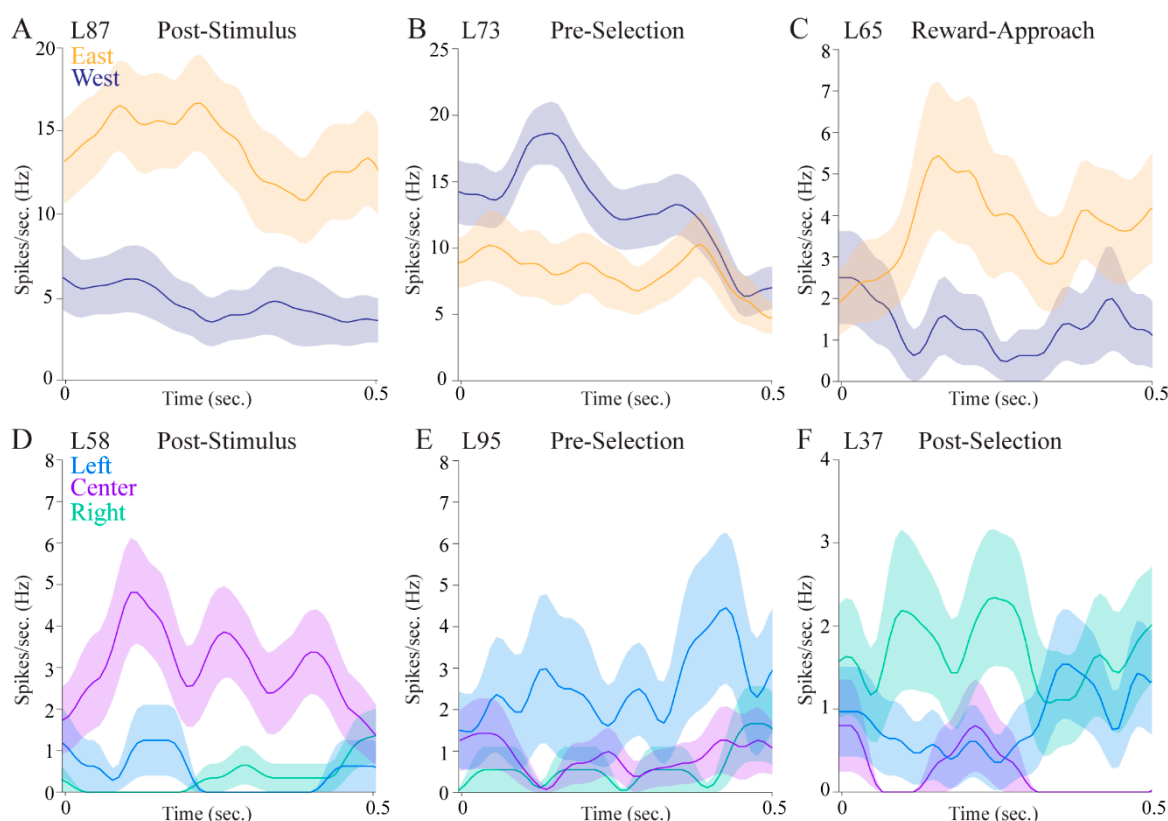 A L87 Post-Stimulus
East
West
20
15
10
5
0
Spikes/sec. (Hz)
0 Time (sec.) 0.5
B L73 Pre-Selection
25
20
15
10
5
0
Spikes/sec. (Hz)
0 Time (sec.) 0.5
C L65 Reward-Approach
8
7
6
5
4
3
2
1
0
Spikes/sec. (Hz)
0 Time (sec.) 0.5
D L58 Post-Stimulus
Left
Center
Right
8
7
6
5
4
3
2
1
0
Spikes/sec. (Hz)
0 Time (sec.) 0.5
E L95 Pre-Selection
8
7
6
5
4
3
2
1
0
Spikes/sec. (Hz)
0 Time (sec.) 0.5
F L37 Post-Selection
4
3
2
1
0
Spikes/sec. (Hz)
0 Time (sec.) 0.5